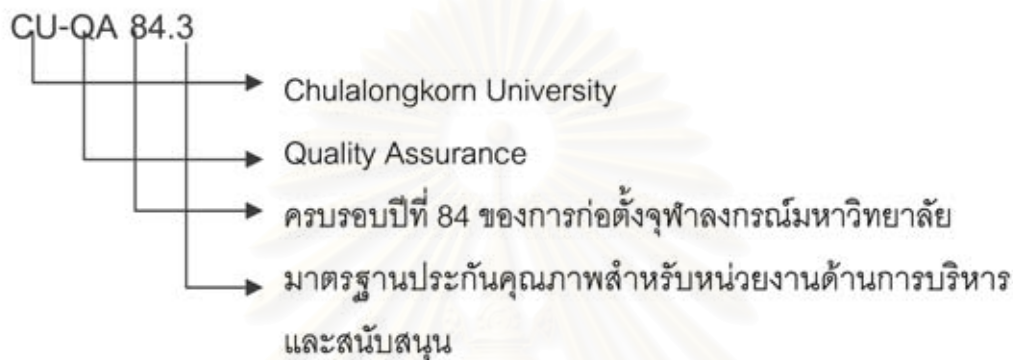 CU-QA 84.3
Chulalongkorn University
Quality Assurance
ครบรอบปีที่ 84 ของการก่อตั้งจุฬาลงกรณ์มหาวิทยาลัย
มาตรฐานประกันคุณภาพสำหรับหน่วยงานด้านการบริหาร
และสนับสนุน